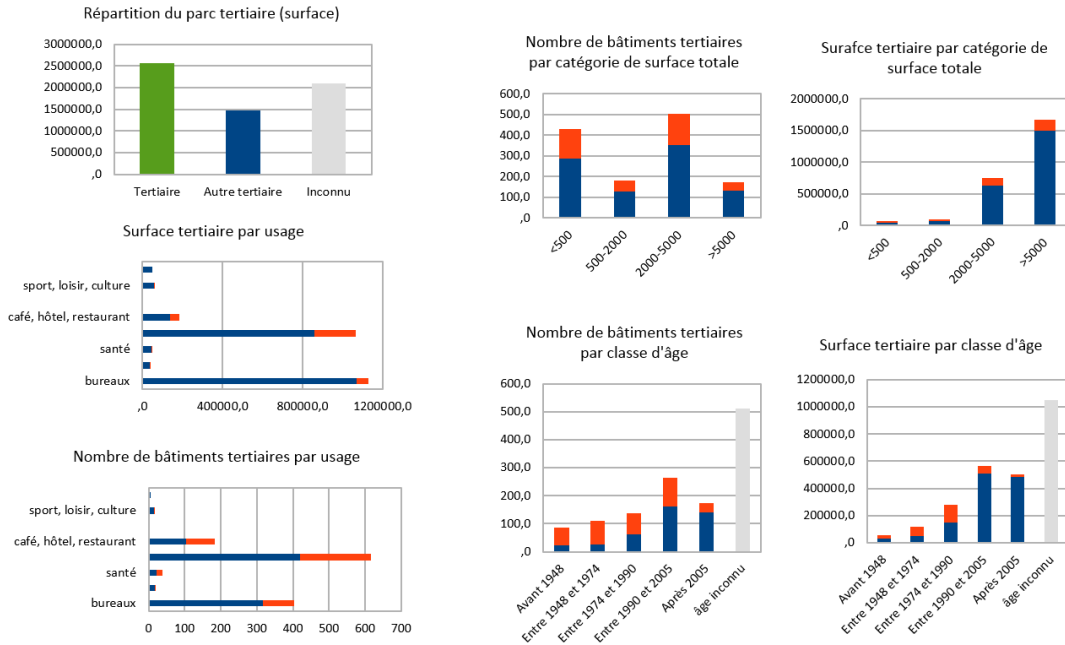 Répartition du parc tertiaire (surface)
3000000,0
2500000,0
2000000,0
1500000,0
1000000,0
500000,0
,0
Tertiaire Autre tertiaire Inconnu
Surface tertiaire par usage
sport, loisir, culture
café, hôtel, restaurant
santé
bureaux
,0 400000,0 800000,0 1200000,0
Nombre de bâtiments tertiaires par usage
sport, loisir, culture
café, hôtel, restaurant
santé
bureaux
0 100 200 300 400 500 600 700
Nombre de bâtiments tertiaires
par catégorie de surface totale
600,0
500,0
400,0
300,0
200,0
100,0
,0
<500 500-2000 2000-5000 >5000
Surafce tertiaire par catégorie de
surface totale
2000000,0
1500000,0
1000000,0
500000,0
,0
<500 500-2000 2000-5000 >5000
Nombre de bâtiments tertiaires
par classe d'âge
600,0
500,0
400,0
300,0
200,0
100,0
,0
Avant 1948
Entre 1948 et 1974
Entre 1974 et 1990
Entre 1990 et 2005
Après 2005
âge inconnu
Surface tertiaire par classe d'âge
1200000,0
1000000,0
800000,0
600000,0
400000,0
200000,0
,0
Avant 1948
Entre 1948 et 1974
Entre 1974 et 1990
Entre 1990 et 2005
Après 2005
âge inconnu